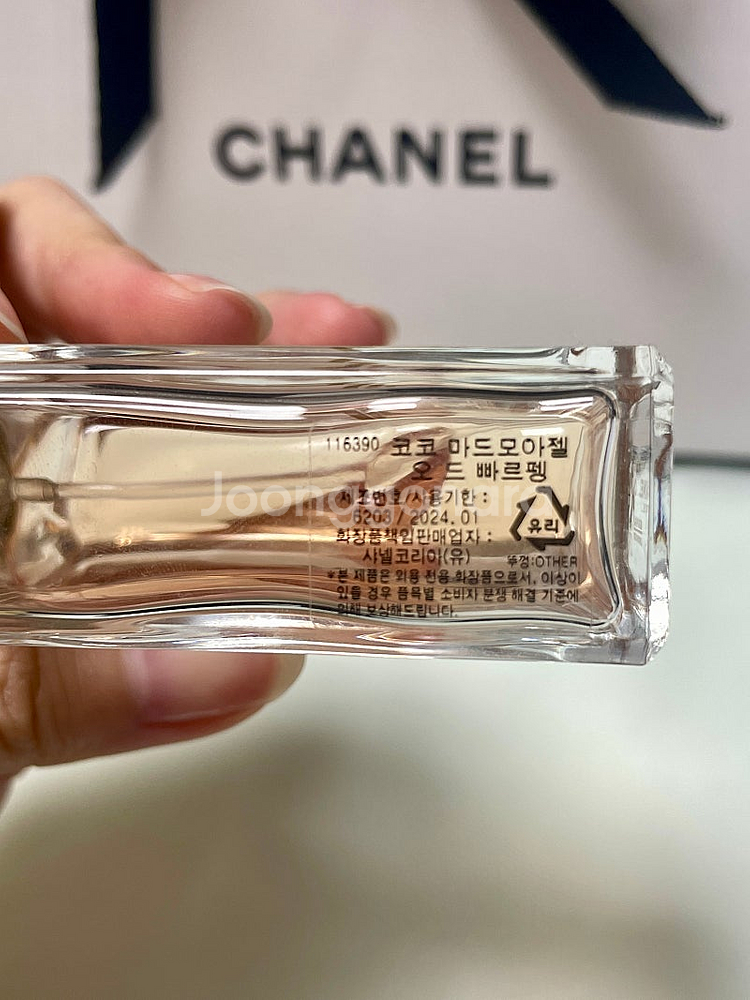 CHANEL
116390 코코 마드모아젤
오 드 빠르펭
제조번호/사용기한 :
6203 / 2024.01
화장품책임판매업자 :
샤넬코리아(유)
유리
뚜껑:OTHER
*본 제품은 외용 전용 화장품으로서, 이상이
있을 경우 품목별 소비자 분쟁 해결 기준에
의해 보상해드립니다.
Joongonara